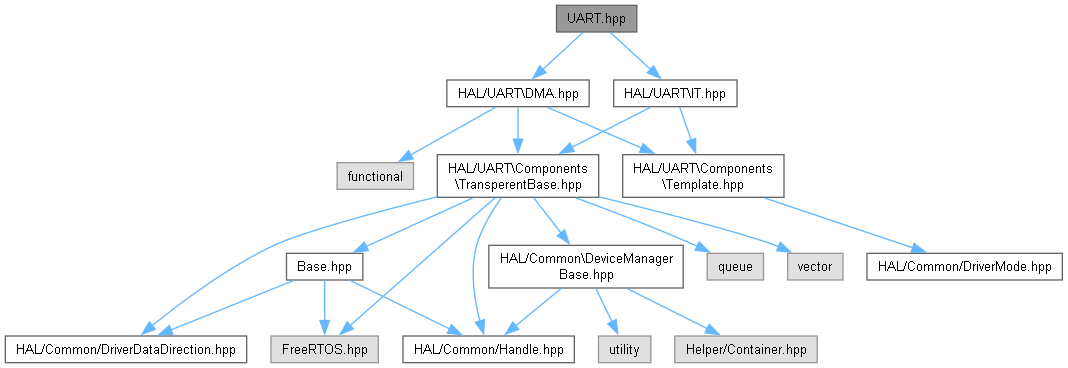 UART.hpp
HAL/UART\DMA.hpp
HAL/UART\IT.hpp
functional
HAL/UART\Components
\TransperentBase.hpp
HAL/UART\Components
\Template.hpp
Base.hpp
HAL/Common\DeviceManager
Base.hpp
queue
vector
HAL/Common/DriverMode.hpp
HAL/Common/DriverDataDirection.hpp
FreeRTOS.hpp
HAL/Common/Handle.hpp
utility
Helper/Container.hpp